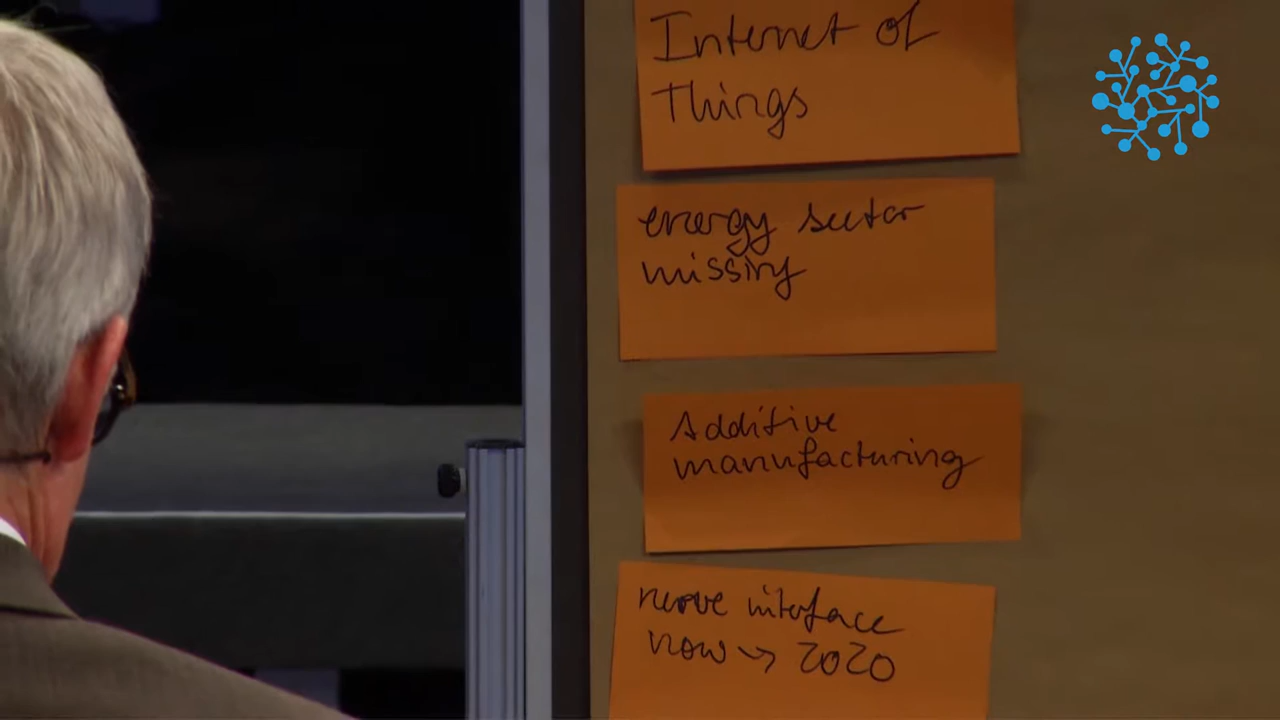 Internet of
Things
energy sector
missing
Additive
manufacturing
nerve interface
now → 2020